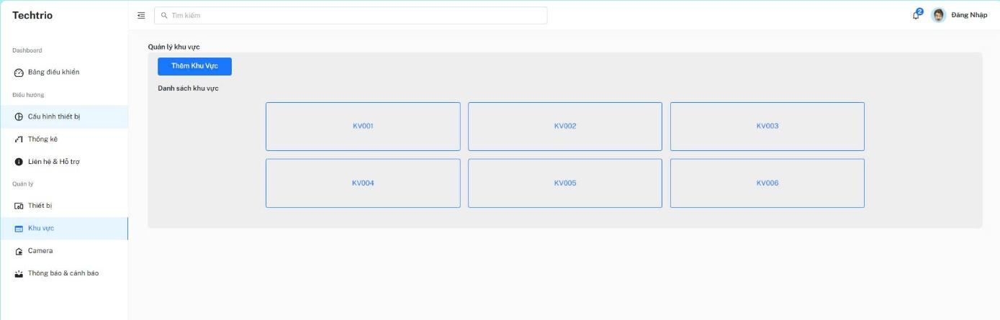 Techtrio
Tìm kiếm
2
Đăng Nhập
Dashboard
Bảng điều khiển
Điều hướng
Cấu hình thiết bị
Thống kê
Liên hệ & Hỗ trợ
Quản lý
Thiết bị
Khu vực
Camera
Thông báo & cảnh báo
Quản lý khu vực
Thêm Khu Vực
Danh sách khu vực
KV001
KV002
KV003
KV004
KV005
KV006